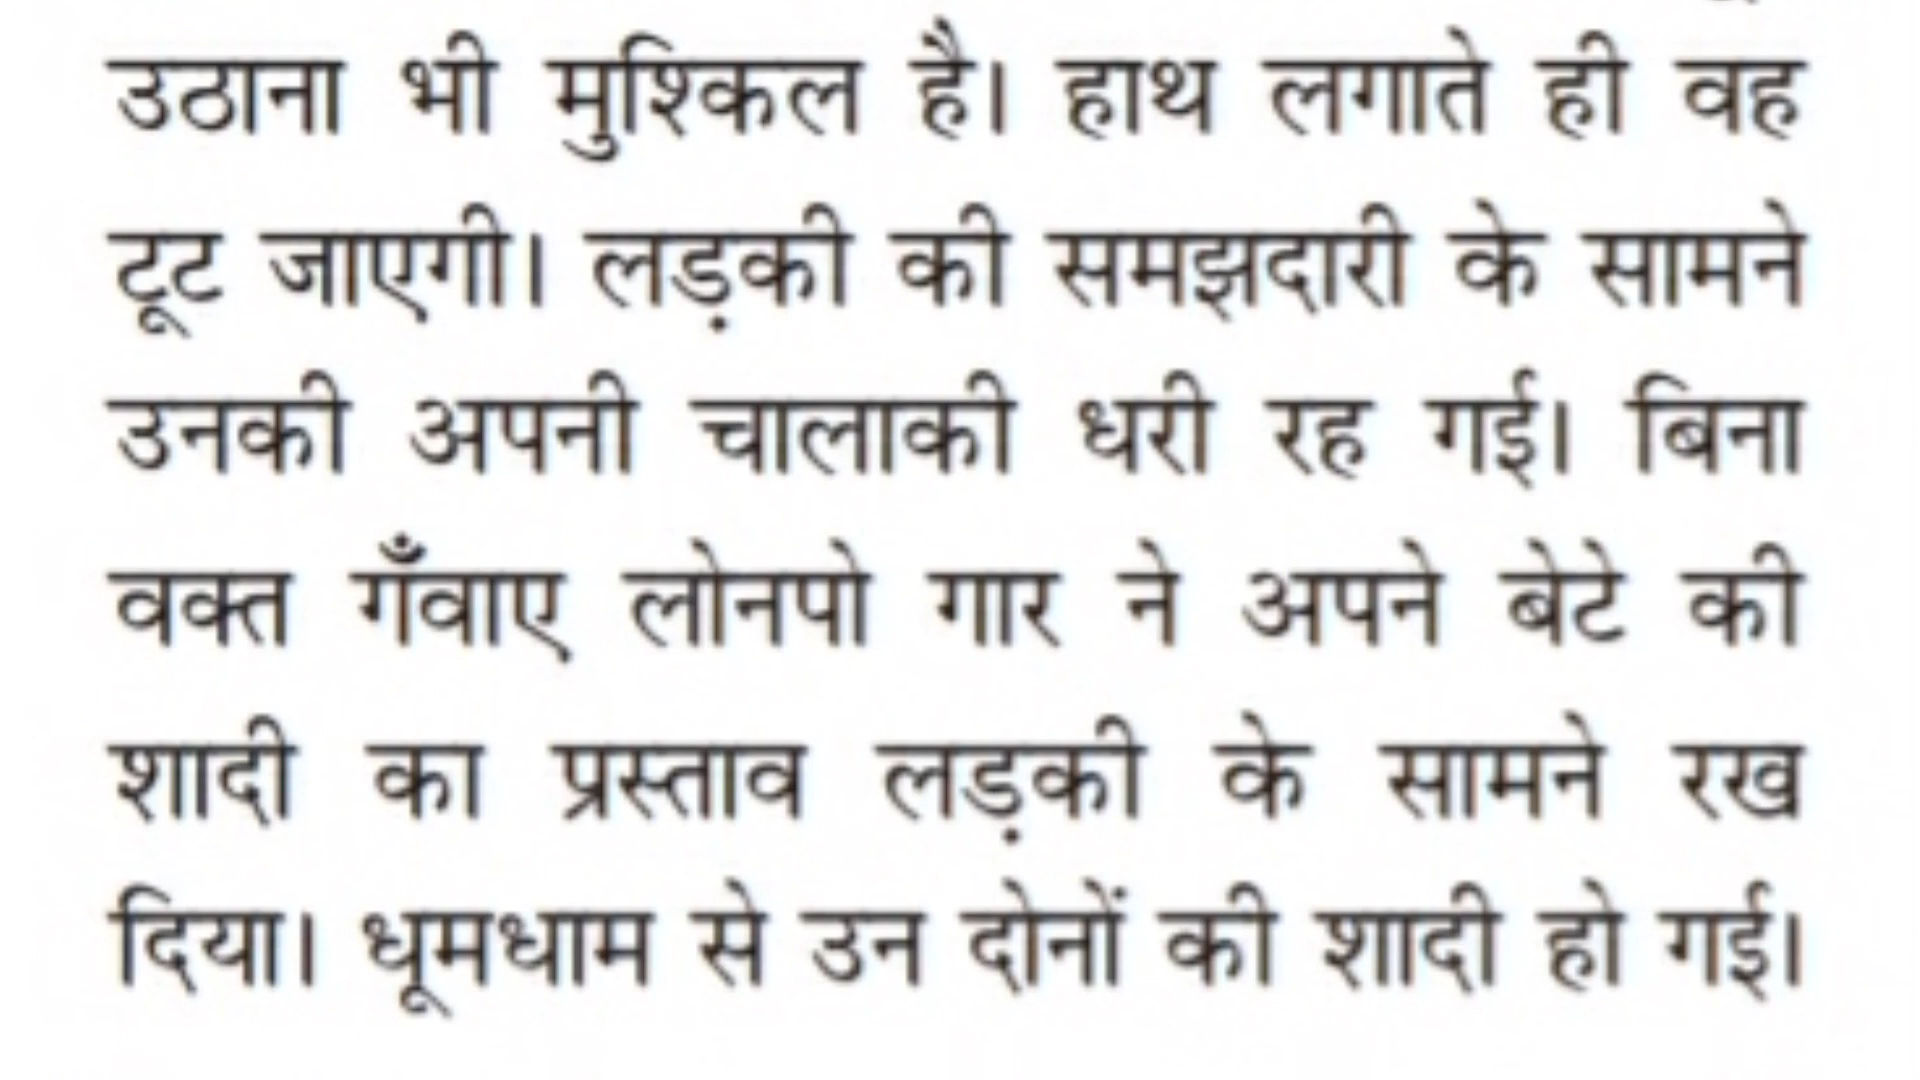 उठाना भी मुश्किल है। हाथ लगाते ही वह
टूट जाएगी। लड़की की समझदारी के सामने
उनकी अपनी चालाकी धरी रह गई। बिना
वक्त गँवाए लोनपो गार ने अपने बेटे की
शादी का प्रस्ताव लड़की के सामने रख
दिया। धूमधाम से उन दोनों की शादी हो गई।